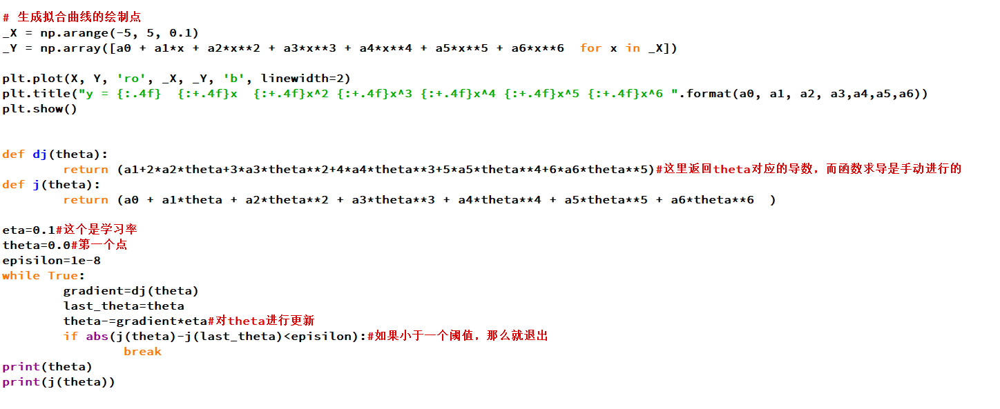 # 生成拟合曲线的绘制点
_X = np.arange(-5, 5, 0.1)
_Y = np.array([a0 + a1*x + a2*x**2 + a3*x**3 + a4*x**4 + a5*x**5 + a6*x**6  for x in _X])
plt.plot(X, Y, 'ro', _X, _Y, 'b', linewidth=2)
plt.title("y = {:.4f}  {:+.4f}x  {:+.4f}x^2 {:+.4f}x^3 {:+.4f}x^4 {:+.4f}x^5 {:+.4f}x^6 ".format(a0, a1, a2, a3,a4,a5,a6))
plt.show()
def dj(theta):
        return (a1+2*a2*theta+3*a3*theta**2+4*a4*theta**3+5*a5*theta**4+6*a6*theta**5)#这里返回theta对应的导数，而函数求导是手动进行的
def j(theta):
        return (a0 + a1*theta + a2*theta**2 + a3*theta**3 + a4*theta**4 + a5*theta**5 + a6*theta**6  )
eta=0.1#这个是学习率
theta=0.0#第一个点
episilon=1e-8
while True:
        gradient=dj(theta)
        last_theta=theta
        theta-=gradient*eta#对theta进行更新
        if abs(j(theta)-j(last_theta)<episilon):#如果小于一个阈值，那么就退出
                break
print(theta)
print(j(theta))